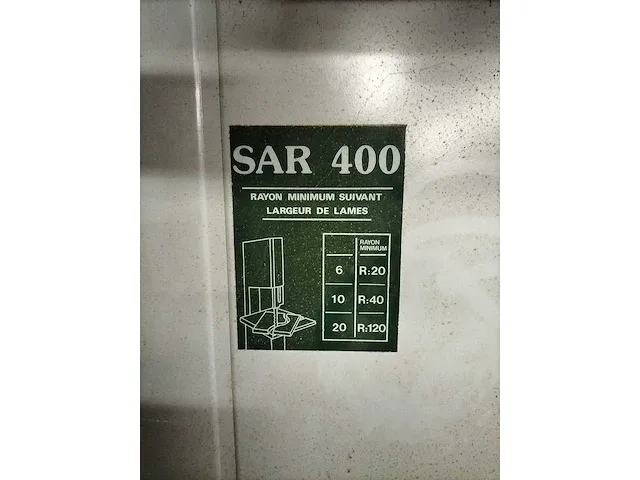 SAR 400
RAYON MINIMUM SUIVANT
LARGEUR DE LAMES
RAYON
MINIMUM
6 R:20
10 R:40
20 R:120